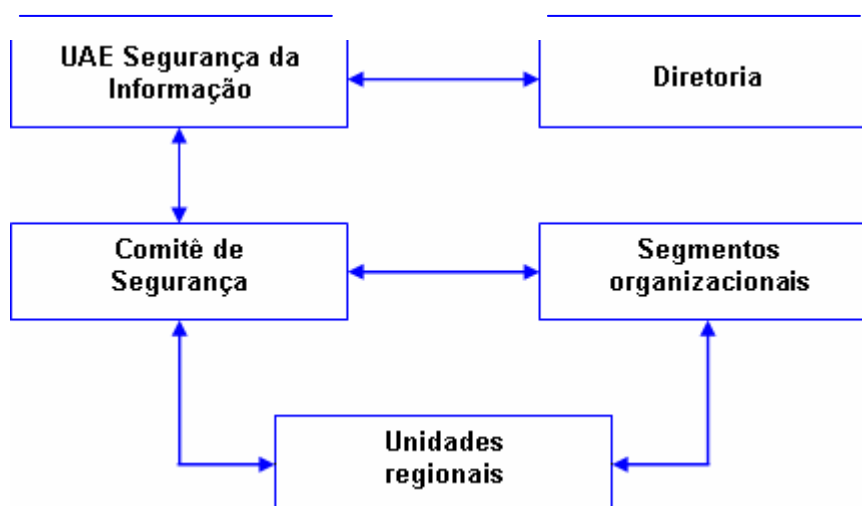 UAE Segurança da
Informação
Diretoria
Comitê de
Segurança
Segmentos
organizacionais
Unidades
regionais